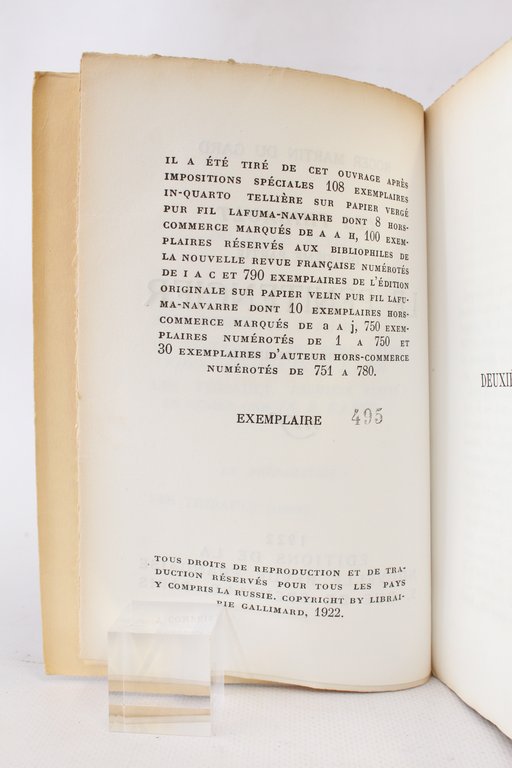 IL A ÉTÉ TIRÉ DE CET OUVRAGE APRÈS
IMPOSITIONS SPÉCIALES 108 EXEMPLAIRES
IN-QUARTO TELLIÈRE SUR PAPIER VERGÉ
PUR FIL LAFUMA-NAVARRE DONT 8 HORS-
COMMERCE MARQUÉS DE A A H, 100 EXEM-
PLAIRES RÉSERVÉS AUX BIBLIOPHILES DE
LA NOUVELLE REVUE FRANÇAISE NUMÉROTÉS
DE I A C ET 790 EXEMPLAIRES DE L'ÉDITION
ORIGINALE SUR PAPIER VELIN PUR FIL LAFU-
MA-NAVARRE DONT 10 EXEMPLAIRES HORS-
COMMERCE MARQUÉS DE a A j, 750 EXEM-
PLAIRES NUMÉROTÉS DE 1 A 750 ET
30 EXEMPLAIRES D'AUTEUR HORS-COMMERCE
NUMÉROTÉS DE 751 A 780.
EXEMPLAIRE 495
TOUS DROITS DE REPRODUCTION ET DE TRA-
DUCTION RÉSERVÉS POUR TOUS LES PAYS
Y COMPRIS LA RUSSIE. COPYRIGHT BY LIBRAI-
RIE GALLIMARD, 1922.
DEUXIÈ